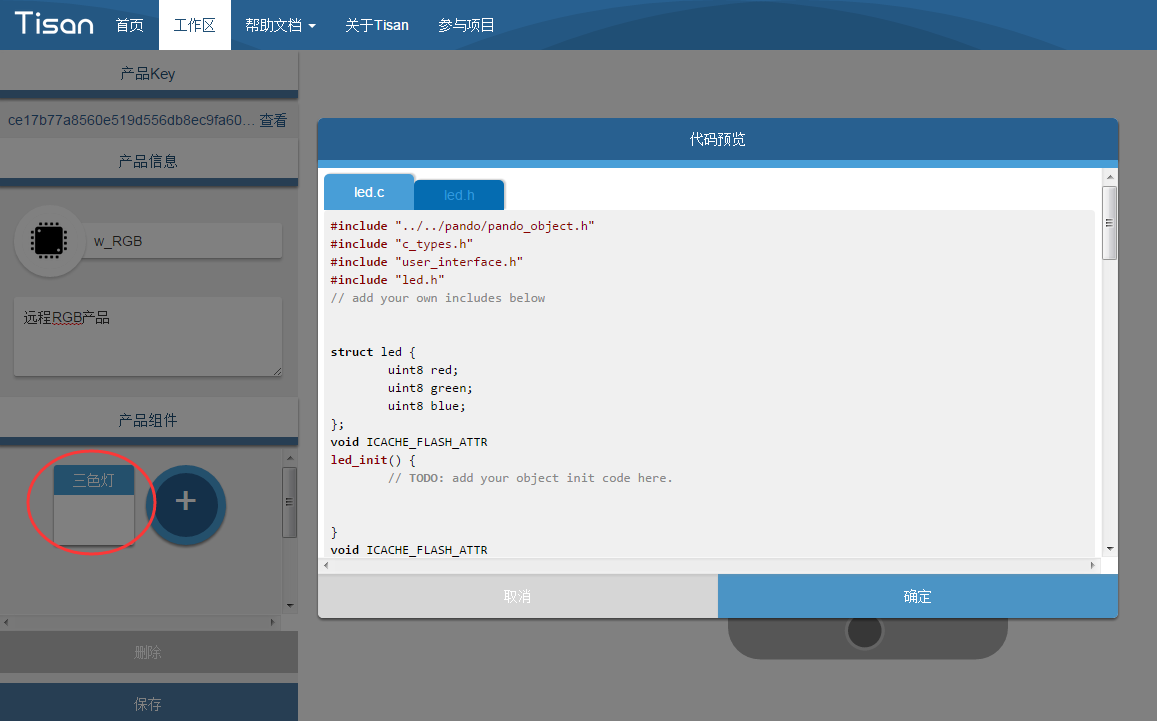 Tisan 首页 工作区 帮助文档 关于Tisan 参与项目
产品Key
ce17b77a8560e519d556db8ec9fa60... 查看
产品信息
w_RGB
远程RGB产品
产品组件
三色灯
+
删除
保存
代码预览
led.c led.h
#include "../../pando/pando_object.h"
#include "c_types.h"
#include "user_interface.h"
#include "led.h"
// add your own includes below
struct led {
uint8 red;
uint8 green;
uint8 blue;
};
void ICACHE_FLASH_ATTR
led_init() {
// TODO: add your object init code here.
}
void ICACHE_FLASH_ATTR
取消 确定